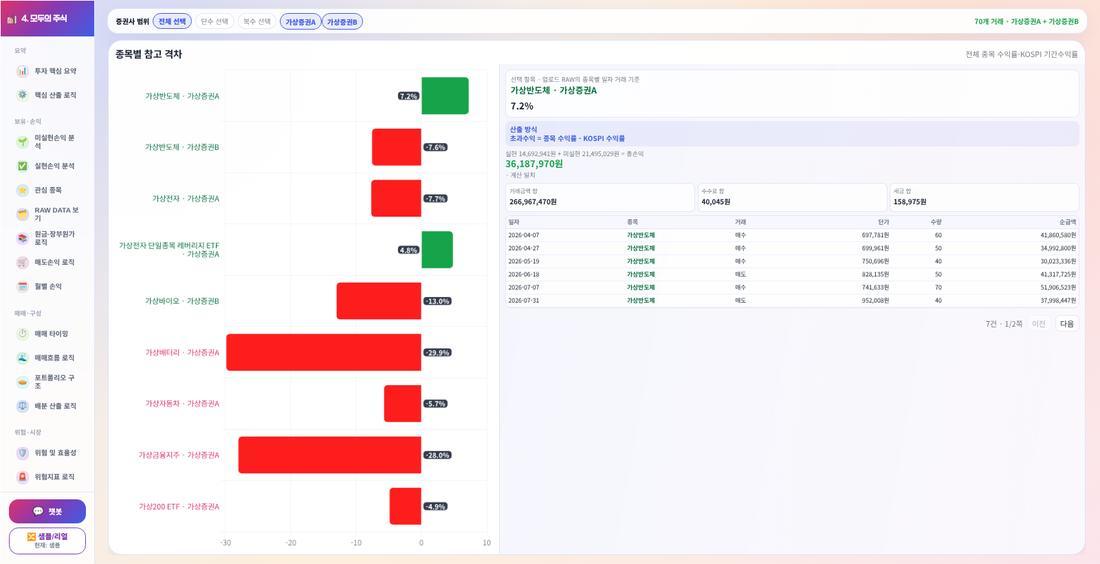 4. 모두의 주식
요약
투자 핵심 요약
핵심 산출 로직
보유·손익
미실현손익 분
석
실현손익 분석
관심 종목
RAW DATA 보
기
원금·장부원가
로직
매도손익 로직
월별 손익
매매·구성
매매 타이밍
매매흐름 로직
포트폴리오 구
조
배분 산출 로직
위험·시장
위험 및 효율성
위험지표 로직
챗봇
샘플/리얼
현재: 샘플
증권사 범위 전체 선택 단수 선택 복수 선택 가상증권A 가상증권B
70개 거래 · 가상증권A + 가상증권B
종목별 참고 격차
전체 종목 수익률-KOSPI 기간수익률
가상반도체 · 가상증권A 7.2%
가상반도체 · 가상증권B -7.6%
가상전자 · 가상증권A -7.7%
가상전자 단일종목 레버리지 ETF
· 가상증권A 4.8%
가상바이오 · 가상증권B -13.0%
가상배터리 · 가상증권A -29.9%
가상자동차 · 가상증권A -5.7%
가상금융지주 · 가상증권A -28.0%
가상200 ETF · 가상증권A -4.9%
-30 -20 -10 0 10
선택 항목 · 업로드 RAW의 종목별 일자 거래 기준
가상반도체 · 가상증권A
7.2%
산출 방식
초과수익 = 종목 수익률 - KOSPI 수익률
실현 14,692,941원 + 미실현 21,495,029원 = 총손익
36,187,970원
· 계산 일치
거래금액 합
266,967,470원
수수료 합
40,045원
세금 합
158,975원
일자 종목 거래 단가 수량 순금액
2026-04-07 가상반도체 매수 697,781원 60 41,860,580원
2026-04-27 가상반도체 매수 699,961원 50 34,992,800원
2026-05-19 가상반도체 매수 750,696원 40 30,023,336원
2026-06-18 가상반도체 매도 828,135원 50 41,317,725원
2026-07-07 가상반도체 매수 741,633원 70 51,906,523원
2026-07-31 가상반도체 매도 952,008원 40 37,998,447원
7건 · 1/2쪽 이전 다음